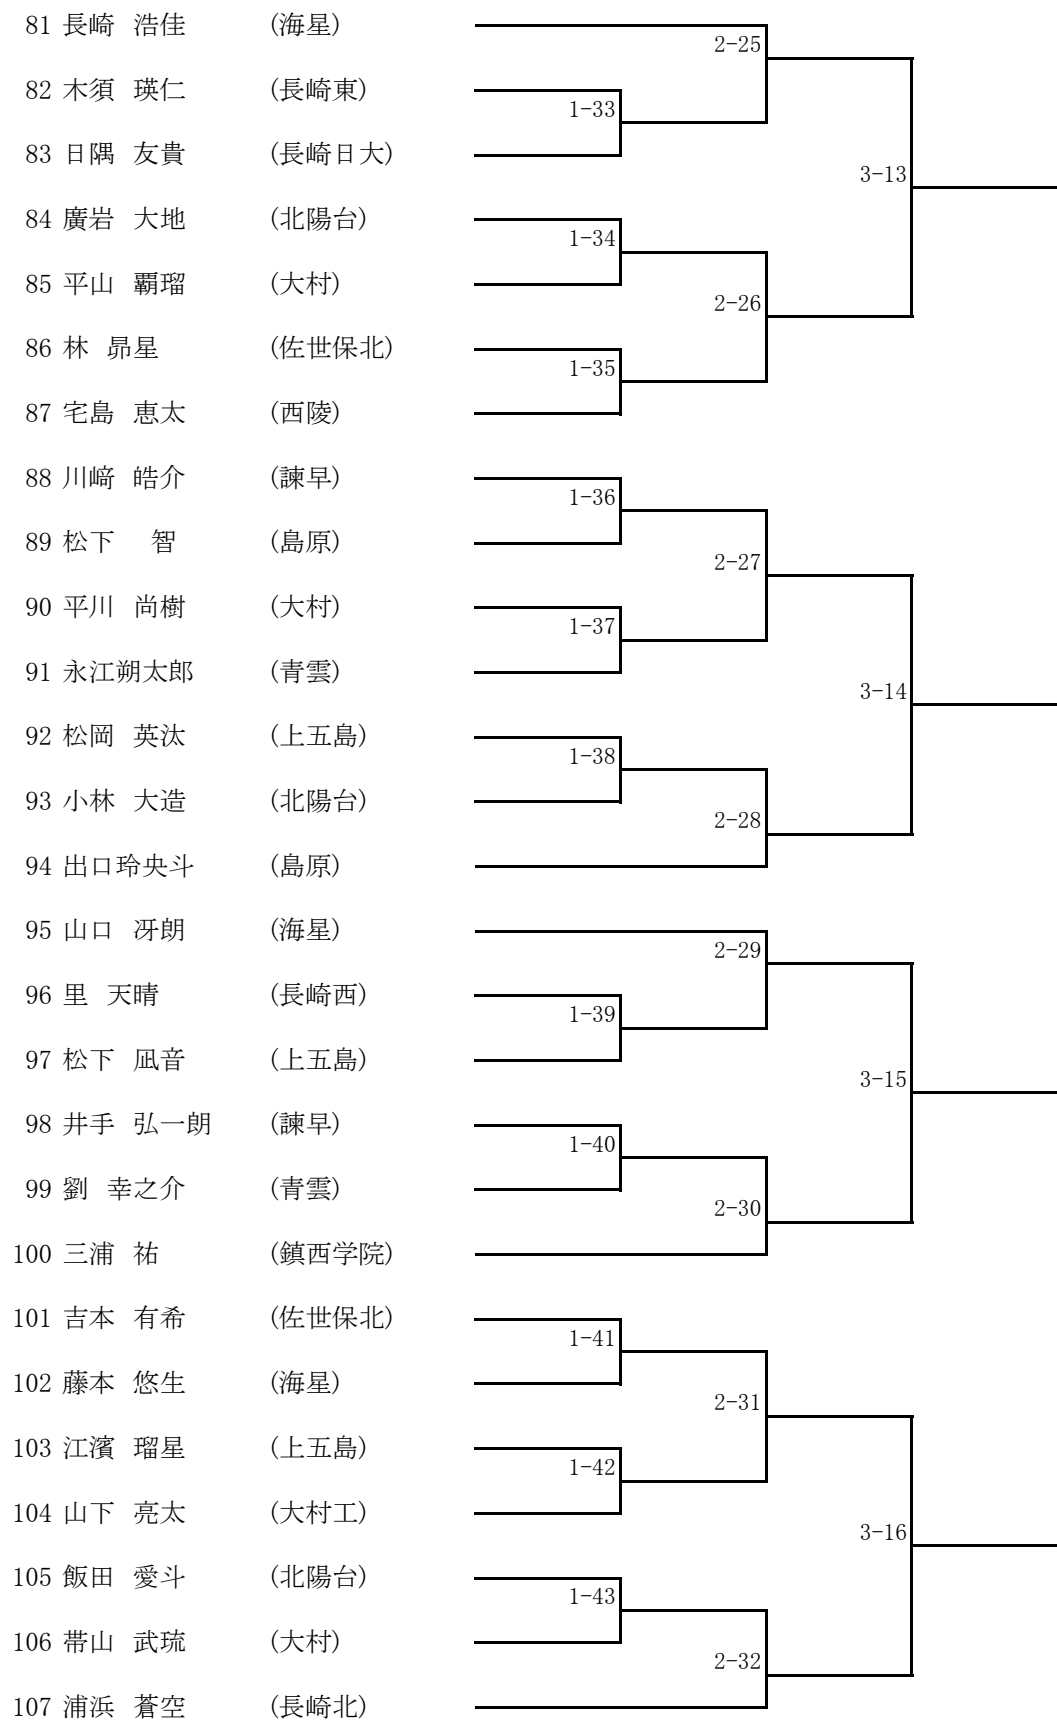 81 長崎 浩佳 (海星)
2-25
82 木須 瑛仁 (長崎東)
1-33
83 日隅 友貴 (長崎日大)
3-13
84 廣岩 大地 (北陽台)
1-34
85 平山 覇瑠 (大村)
2-26
86 林 昴星 (佐世保北)
1-35
87 宅島 恵太 (西陵)
88 川﨑 皓介 (諫早)
1-36
89 松下 智 (島原)
2-27
90 平川 尚樹 (大村)
1-37
91 永江朔太郎 (青雲)
3-14
92 松岡 英汰 (上五島)
1-38
93 小林 大造 (北陽台)
2-28
94 出口玲央斗 (島原)
95 山口 冴朗 (海星)
2-29
96 里 天晴 (長崎西)
1-39
97 松下 凪音 (上五島)
3-15
98 井手 弘一朗 (諫早)
1-40
99 劉 幸之介 (青雲)
2-30
100 三浦 祐 (鎮西学院)
101 吉本 有希 (佐世保北)
1-41
102 藤本 悠生 (海星)
2-31
103 江濱 瑠星 (上五島)
1-42
104 山下 亮太 (大村工)
3-16
105 飯田 愛斗 (北陽台)
1-43
106 帯山 武琉 (大村)
2-32
107 浦浜 蒼空 (長崎北)